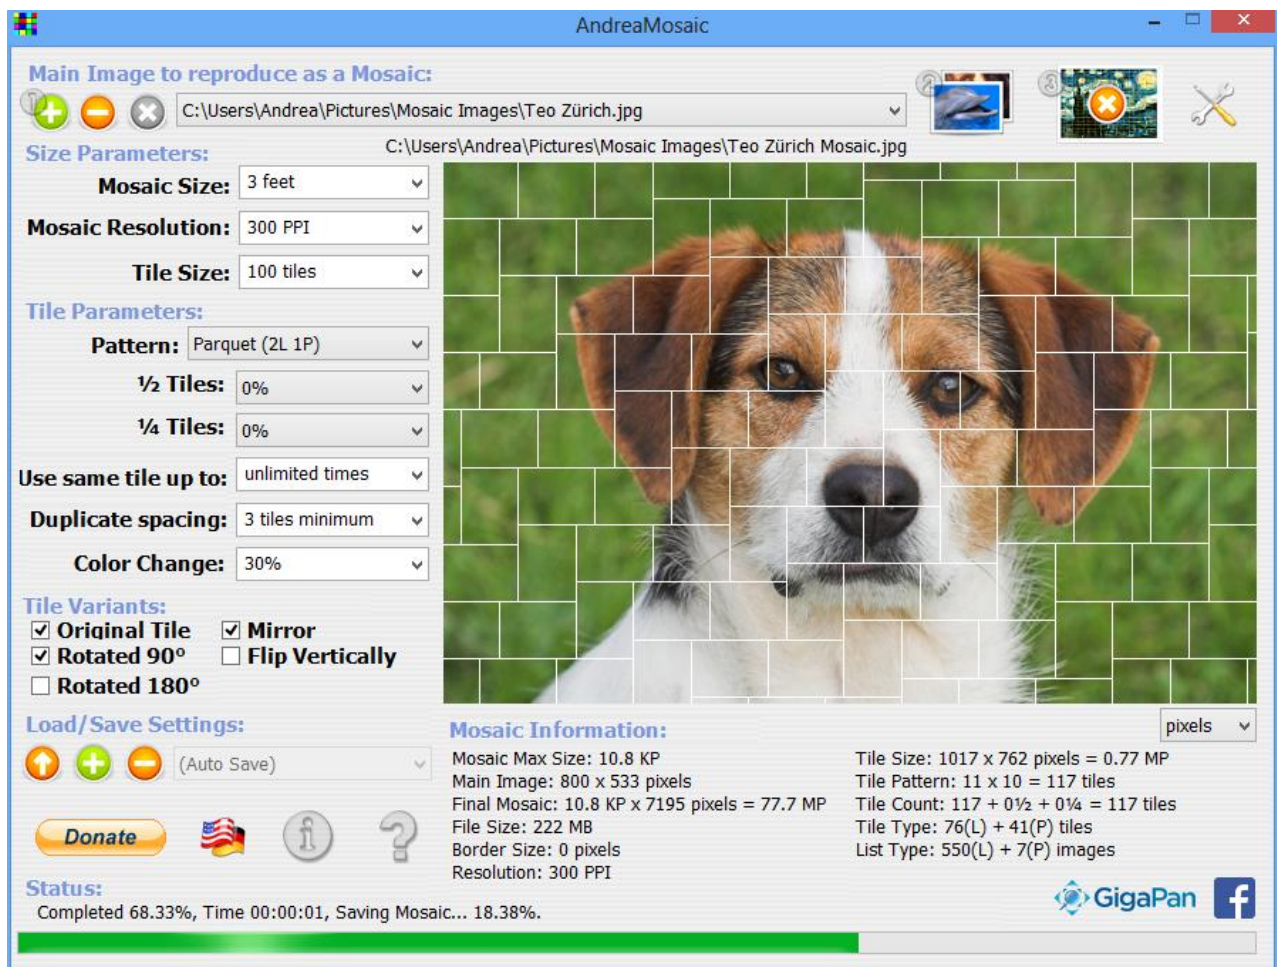 AndreaMosaic
Main Image to reproduce as a Mosaic:
1
C:\Users\Andrea\Pictures\Mosaic Images\Teo Zürich.jpg
2
3
Size Parameters:
C:\Users\Andrea\Pictures\Mosaic Images\Teo Zürich Mosaic.jpg
Mosaic Size: 3 feet
Mosaic Resolution: 300 PPI
Tile Size: 100 tiles
Tile Parameters:
Pattern: Parquet (2L 1P)
½ Tiles: 0%
¼ Tiles: 0%
Use same tile up to: unlimited times
Duplicate spacing: 3 tiles minimum
Color Change: 30%
Tile Variants:
Original Tile Mirror
Rotated 90° Flip Vertically
Rotated 180°
Load/Save Settings:
(Auto Save)
Donate
i ?
Mosaic Information:
pixels
Mosaic Max Size: 10.8 KP
Main Image: 800 x 533 pixels
Final Mosaic: 10.8 KP x 7195 pixels = 77.7 MP
File Size: 222 MB
Border Size: 0 pixels
Resolution: 300 PPI
Tile Size: 1017 x 762 pixels = 0.77 MP
Tile Pattern: 11 x 10 = 117 tiles
Tile Count: 117 + 0½ + 0¼ = 117 tiles
Tile Type: 76(L) + 41(P) tiles
List Type: 550(L) + 7(P) images
GigaPan f
Status:
Completed 68.33%, Time 00:00:01, Saving Mosaic... 18.38%.